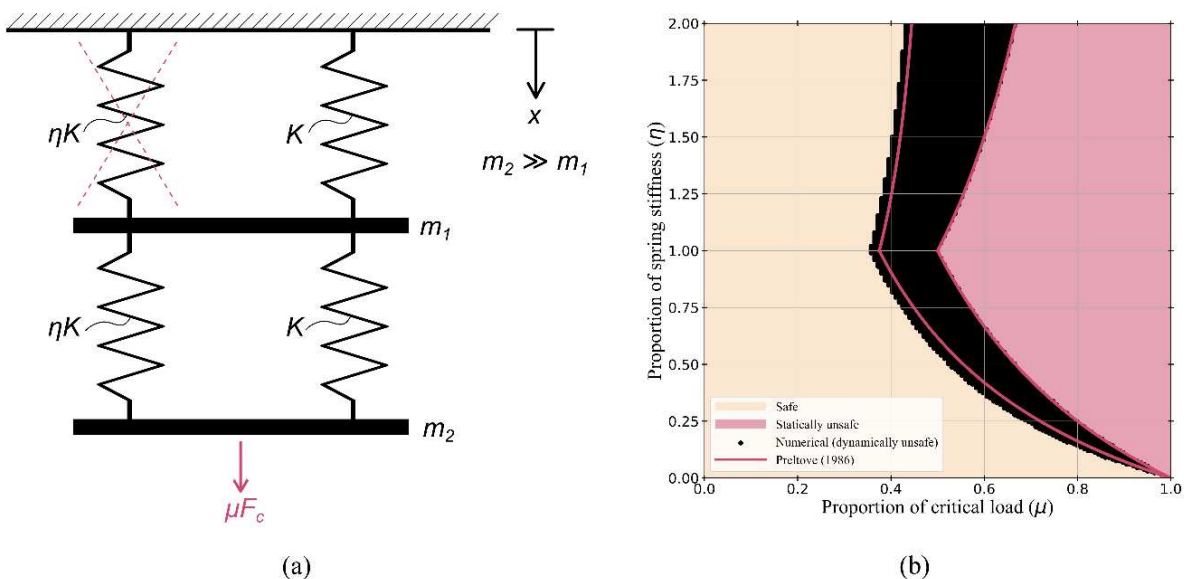 ηK
K
x
m₂ ≫ m₁
m₁
ηK
K
m₂
μF_c
(a)
Proportion of spring stiffness (η)
2.00
1.75
1.50
1.25
1.00
0.75
0.50
0.25
0.00
Safe
Statically unsafe
Numerical (dynamically unsafe)
Preltove (1986)
0.0 0.2 0.4 0.6 0.8 1.0
Proportion of critical load (μ)
(b)